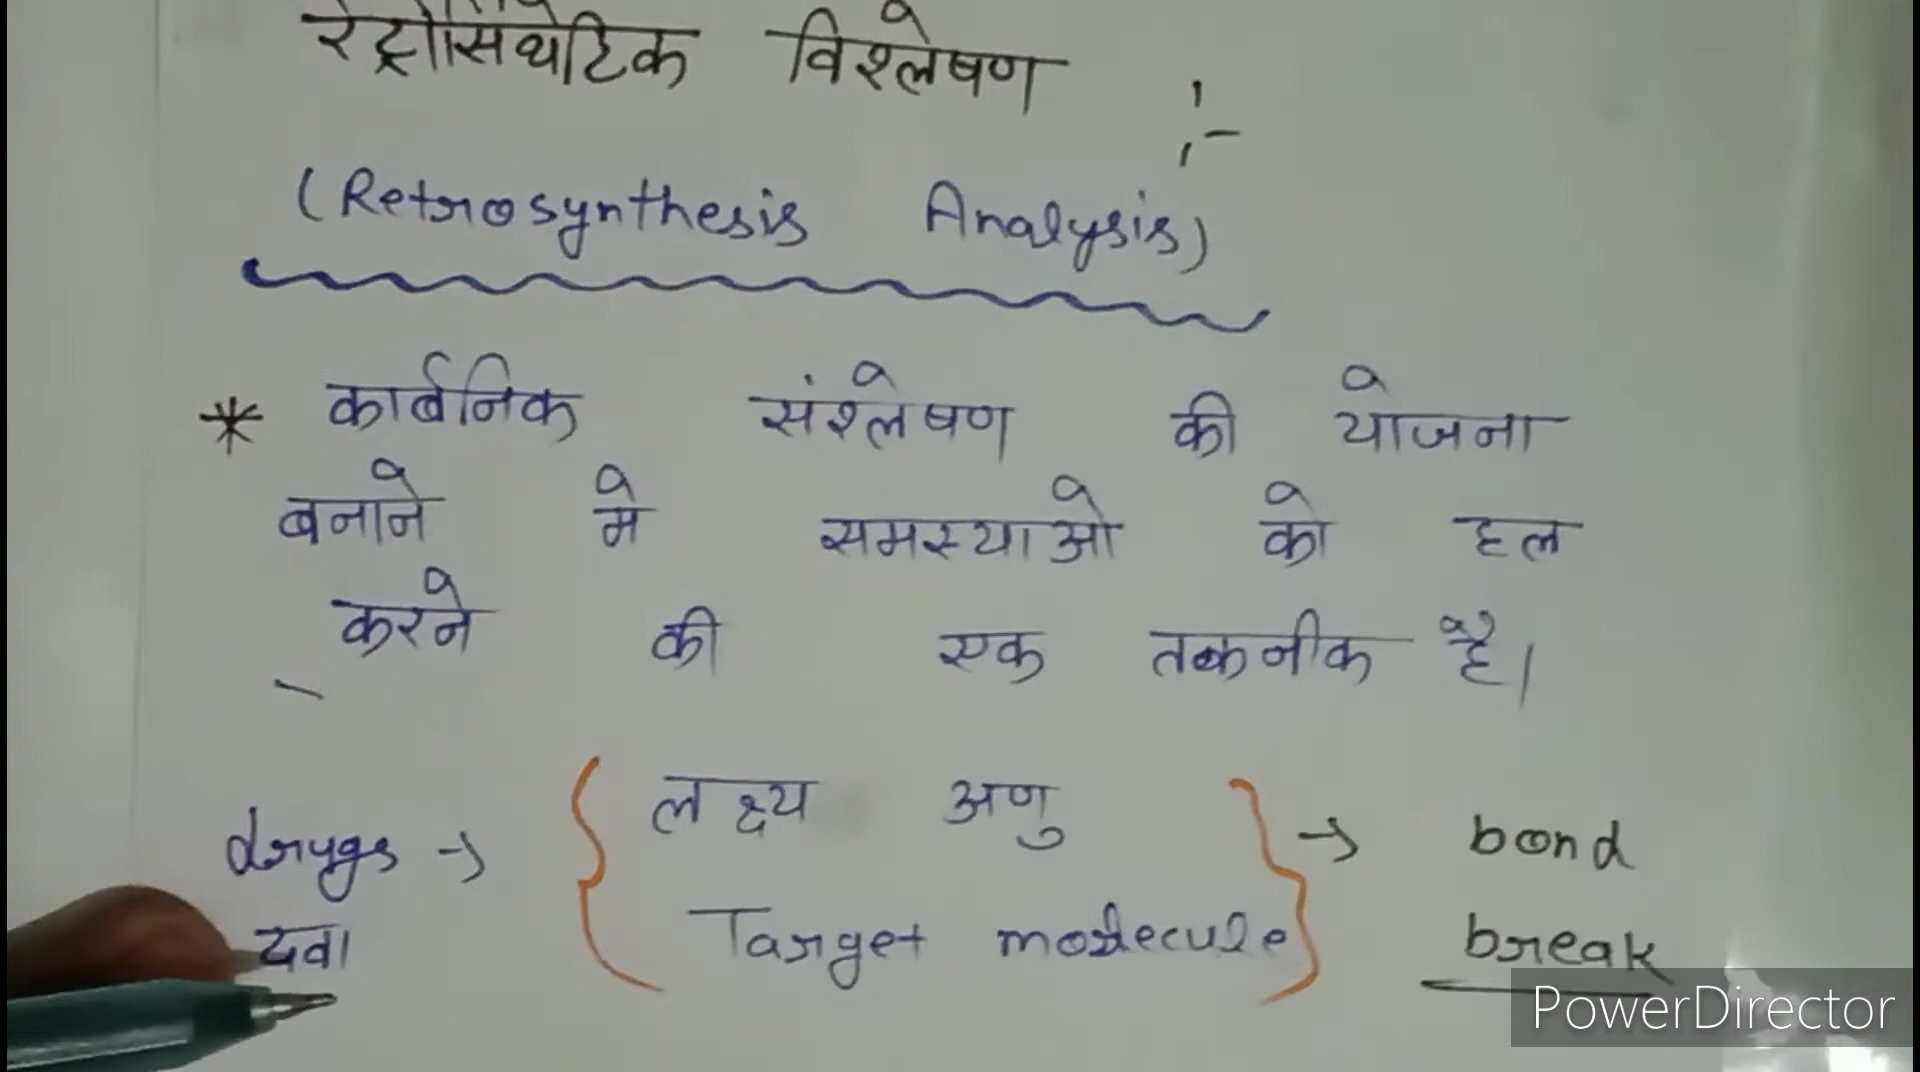 रेट्रोसिंथेटिक विश्लेषण :-
(Retrosynthesis Analysis)
* कार्बनिक संश्लेषण की योजना
बनाने मे समस्याओ को हल
करने की एक तकनीक है।
drugs → { लक्ष्य अणु } → bond
दवा Target molecule break
PowerDirector